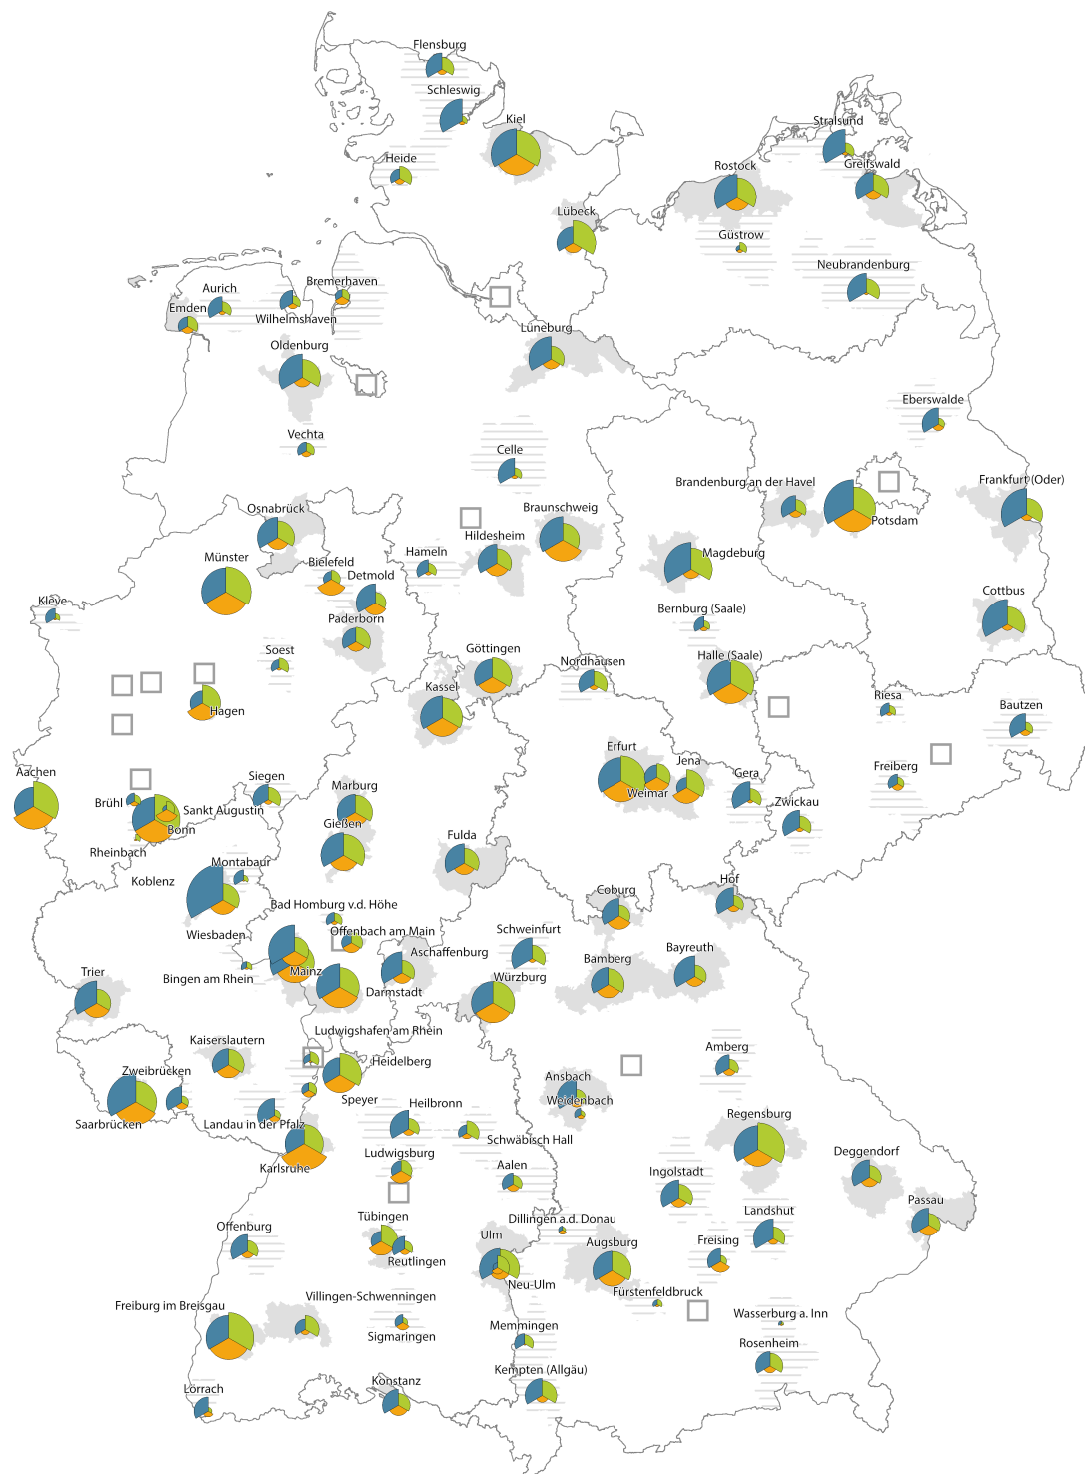 Flensburg
Schleswig
Kiel
Stralsund
Heide
Rostock
Greifswald
Lübeck
Güstrow
Neubrandenburg
Aurich
Bremerhaven
Emden
Wilhelmshaven
Lüneburg
Oldenburg
Eberswalde
Vechta
Celle
Brandenburg an der Havel
Frankfurt (Oder)
Osnabrück
Braunschweig
Potsdam
Hildesheim
Münster
Bielefeld
Hameln
Magdeburg
Detmold
Kleve
Cottbus
Bernburg (Saale)
Paderborn
Soest
Göttingen
Nordhausen
Halle (Saale)
Kassel
Riesa
Hagen
Bautzen
Erfurt
Jena
Aachen
Siegen
Gera
Freiberg
Marburg
Weimar
Brühl
Sankt Augustin
Zwickau
Gießen
Bonn
Fulda
Rheinbach
Montabaur
Koblenz
Hof
Coburg
Bad Homburg v.d. Höhe
Offenbach am Main
Schweinfurt
Wiesbaden
Aschaffenburg
Bayreuth
Bamberg
Trier
Mainz
Bingen am Rhein
Würzburg
Darmstadt
Ludwigshafen am Rhein
Kaiserslautern
Amberg
Heidelberg
Zweibrücken
Ansbach
Speyer
Weidenbach
Heilbronn
Regensburg
Saarbrücken
Landau in der Pfalz
Schwäbisch Hall
Ludwigsburg
Deggendorf
Karlsruhe
Aalen
Ingolstadt
Passau
Landshut
Tübingen
Dillingen a.d. Donau
Offenburg
Ulm
Freising
Augsburg
Reutlingen
Neu-Ulm
Fürstenfeldbruck
Villingen-Schwenningen
Freiburg im Breisgau
Wasserburg a. Inn
Memmingen
Sigmaringen
Rosenheim
Kempten (Allgäu)
Konstanz
Lörrach